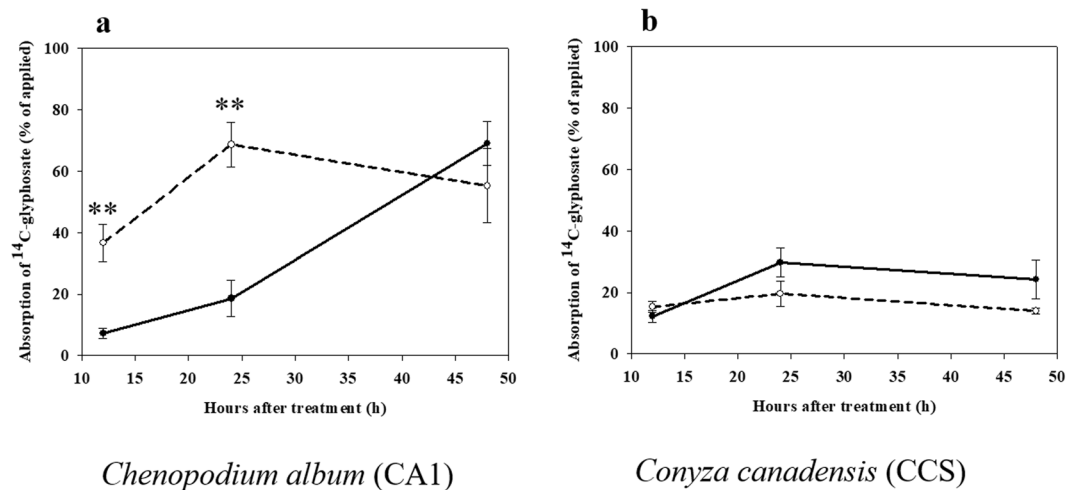 a
Absorption of ¹⁴C-glyphosate (% of applied)
100
80
60
40
20
0
**
**
10 15 20 25 30 35 40 45 50
Hours after treatment (h)
Chenopodium album (CA1)
b
Absorption of ¹⁴C-glyphosate (% of applied)
100
80
60
40
20
0
10 15 20 25 30 35 40 45 50
Hours after treatment (h)
Conyza canadensis (CCS)